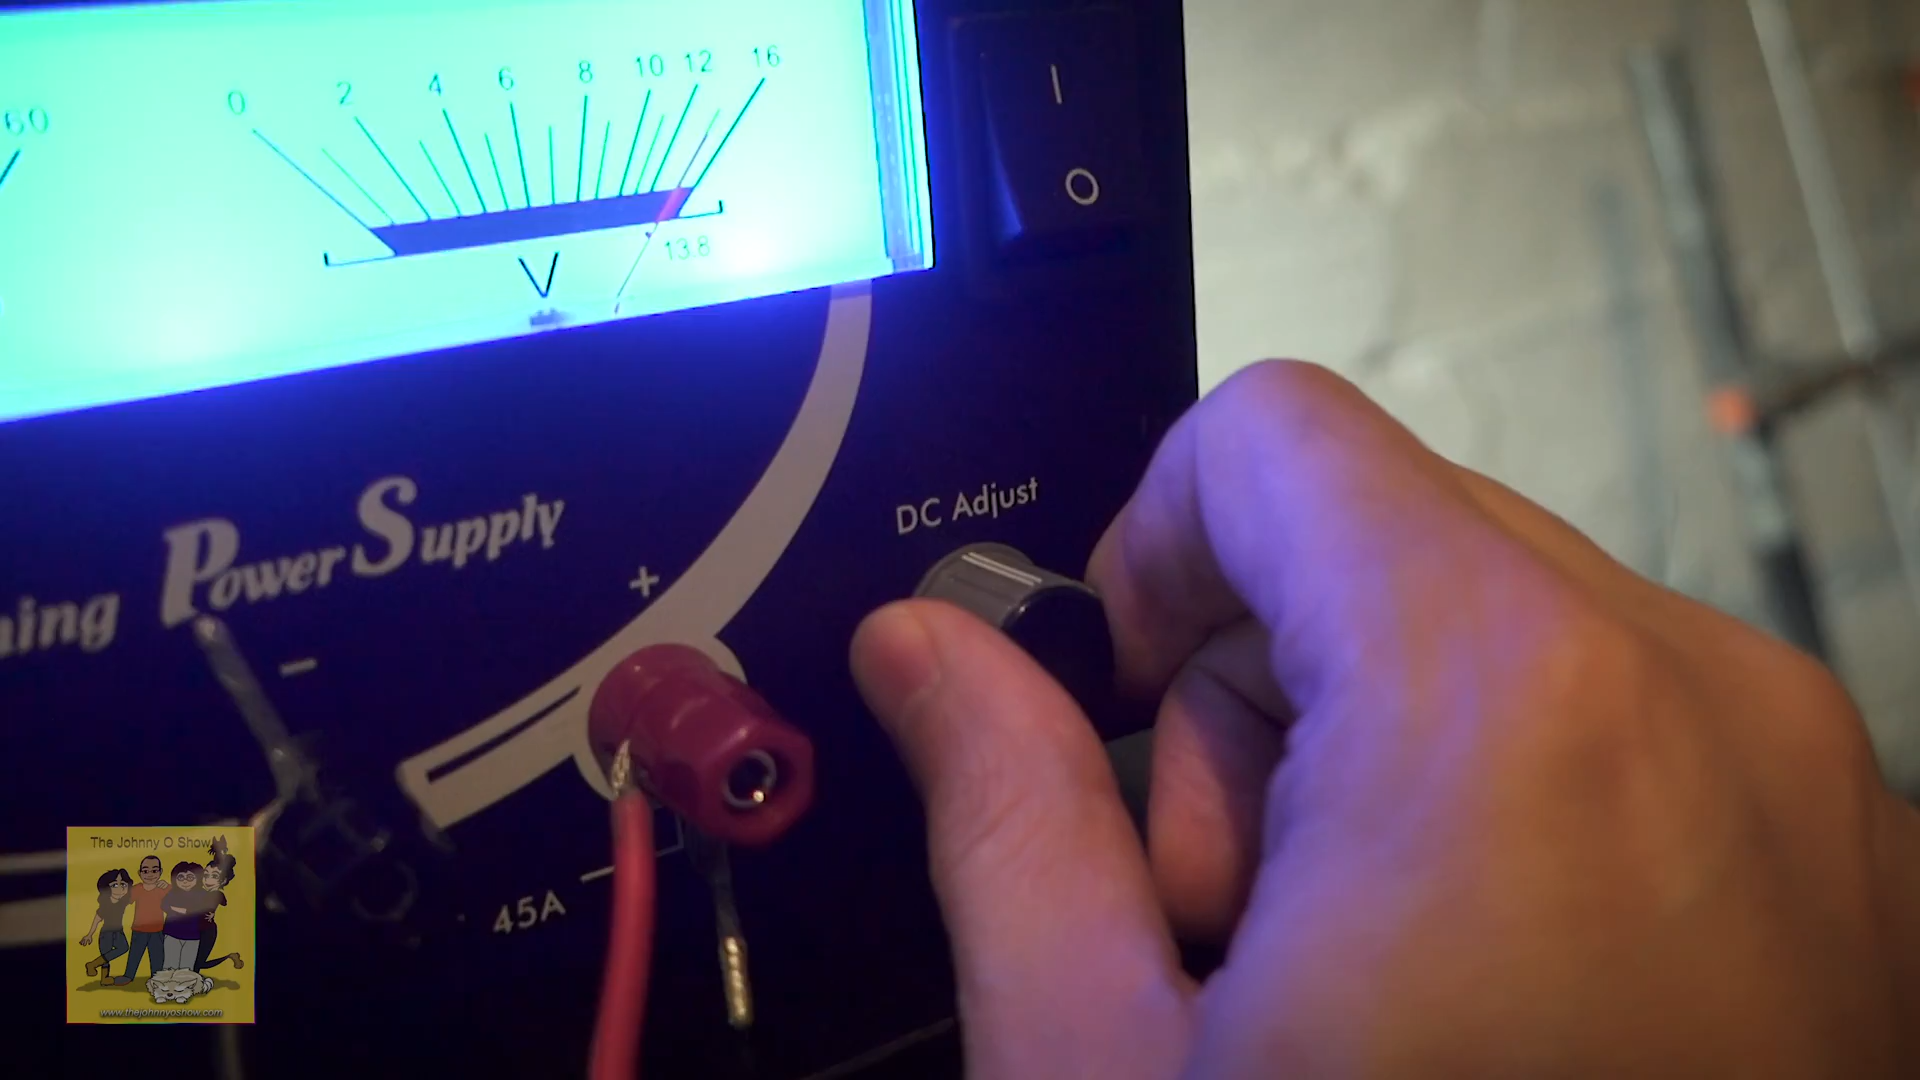 60
0 2 4 6 8 10 12 16
13.8
V
I
O
DC Adjust
Power Supply
+
-
45A
The Johnny O Show
www.thejohnnyoshow.com